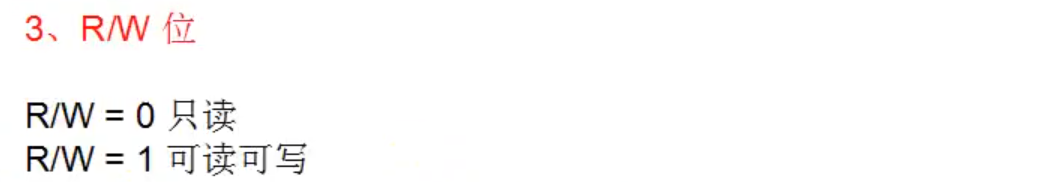 3、R/W 位
R/W = 0 只读
R/W = 1 可读可写